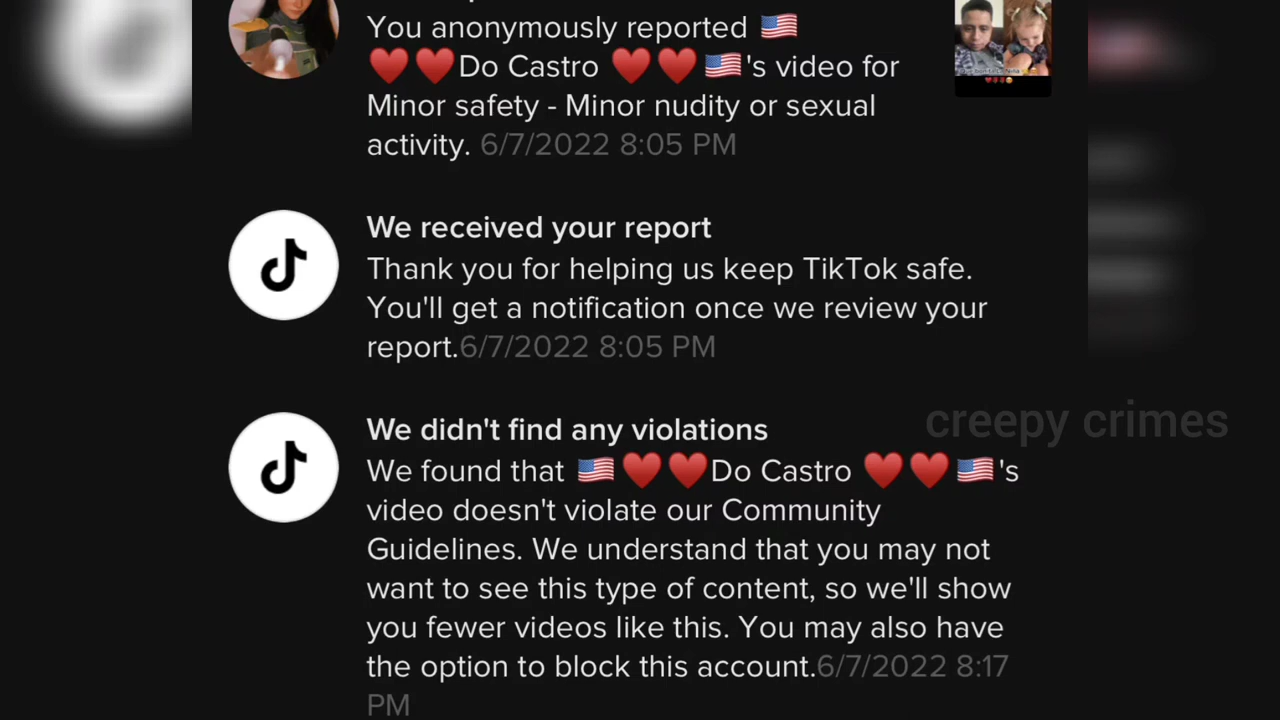 You anonymously reported 🇺🇸
❤️❤️Do Castro ❤️❤️🇺🇸's video for
Minor safety - Minor nudity or sexual
activity. 6/7/2022 8:05 PM
We received your report
Thank you for helping us keep TikTok safe.
You'll get a notification once we review your
report.6/7/2022 8:05 PM
We didn't find any violations
creepy crimes
We found that 🇺🇸❤️❤️Do Castro ❤️❤️🇺🇸's
video doesn't violate our Community
Guidelines. We understand that you may not
want to see this type of content, so we'll show
you fewer videos like this. You may also have
the option to block this account.6/7/2022 8:17
PM